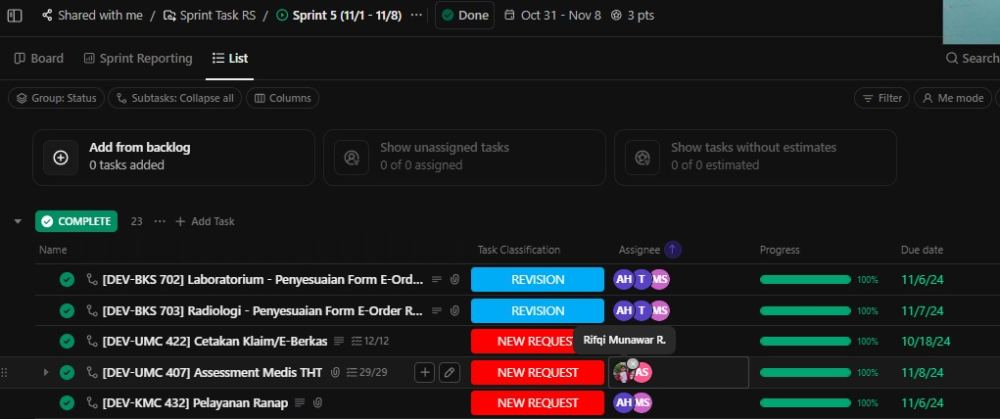 Shared with me / Sprint Task RS / Sprint 5 (11/1 - 11/8) ... Done Oct 31 - Nov 8 3 pts
Board Sprint Reporting List Search
Group: Status Subtasks: Collapse all Columns Filter Me mode
Add from backlog
0 tasks added
Show unassigned tasks
0 of 0 assigned
Show tasks without estimates
0 of 0 estimated
COMPLETE 23 ... + Add Task
Name Task Classification Assignee Progress Due date
[DEV-BKS 702] Laboratorium - Penyesuaian Form E-Ord... REVISION AH T MS 100% 11/6/24
[DEV-BKS 703] Radiologi - Penyesuaian Form E-Order R... REVISION AH T MS 100% 11/7/24
[DEV-UMC 422] Cetakan Klaim/E-Berkas 12/12 NEW REQUEST Rifqi Munawar R. 100% 10/18/24
[DEV-UMC 407] Assessment Medis THT 29/29 NEW REQUEST AS 100% 11/8/24
[DEV-KMC 432] Pelayanan Ranap NEW REQUEST AH MS 100% 11/6/24